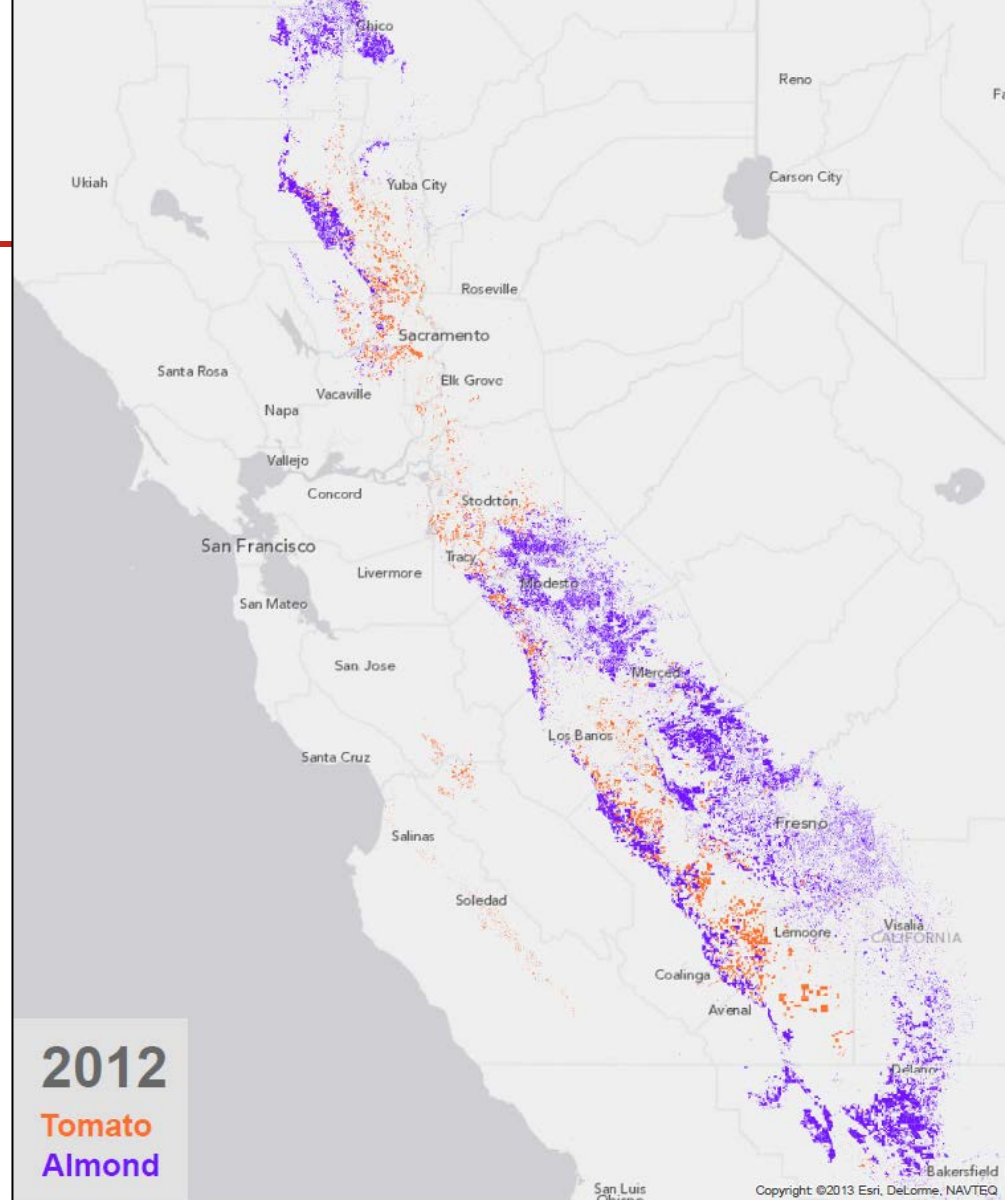 Chico
Reno
Fa
Ukiah
Carson City
Yuba City
Roseville
Sacramento
Santa Rosa
Elk Grove
Vacaville
Napa
Vallejo
Concord
Stockton
San Francisco
Tracy
Livermore
Modesto
San Mateo
San Jose
Merced
Los Banos
Santa Cruz
Fresno
Salinas
Soledad
Visalia
Lemoore
CALIFORNIA
Coalinga
Avenal
2012
Delano
Tomato
Almond
Bakersfield
San Luis
Obispo
Copyright: ©2013 Esri, DeLorme, NAVTEQ